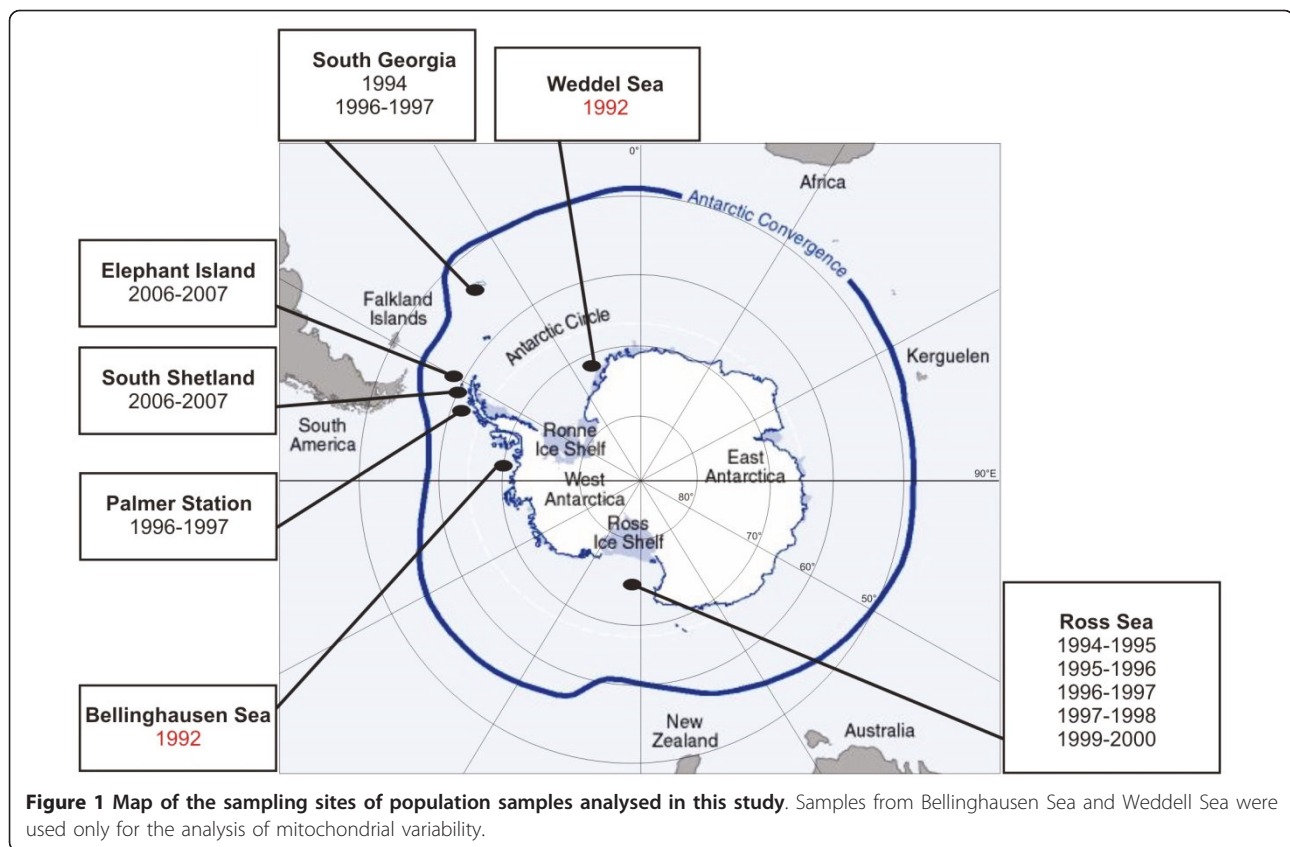 South Georgia
1994
1996-1997
Weddel Sea
1992
0°
Africa
Antarctic Convergence
Elephant Island
2006-2007
Falkland
Islands
Antarctic Circle
Kerguelen
South Shetland
2006-2007
South
America
Ronne
Ice Shelf
East
Antarctica
West
Antarctica
90°E
80°
Palmer Station
1996-1997
Ross
Ice Shelf
70°
60°
50°
Ross Sea
1994-1995
1995-1996
1996-1997
1997-1998
1999-2000
Bellinghausen Sea
1992
New
Zealand
Australia
Figure 1 Map of the sampling sites of population samples analysed in this study. Samples from Bellinghausen Sea and Weddell Sea were
used only for the analysis of mitochondrial variability.